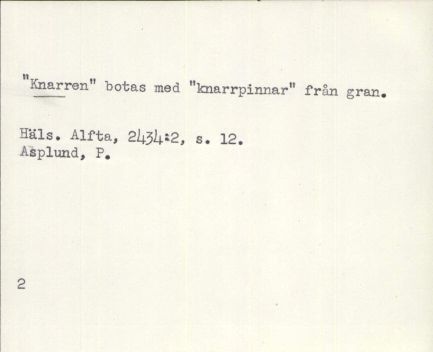 "Knarren" botas med "knarrpinnar" från gran.
Häls. Alfta, 2434:2, s. 12.
Asplund, P.
2